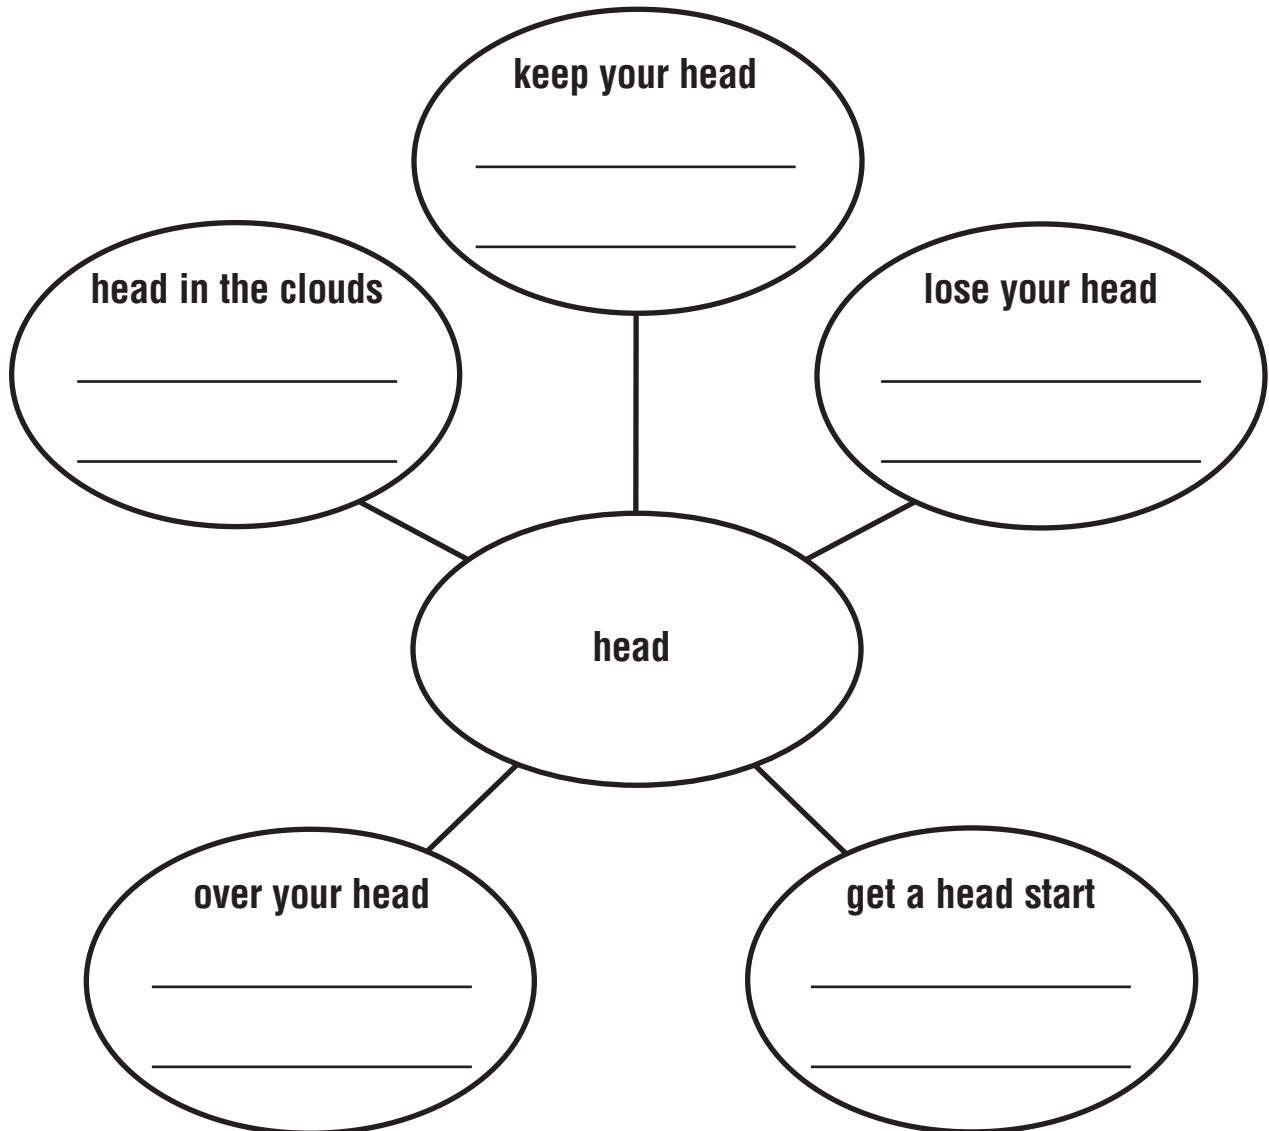 keep your head
head in the clouds
lose your head
head
over your head
get a head start